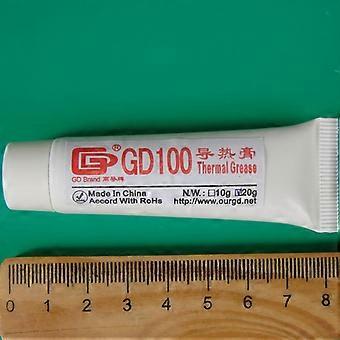 GD ® GD100 导热膏
Thermal Grease
GD Brand 高导牌
N.W.: ☐10g ☑20g
☑ Made In China
Accord With RoHs http://www.ourgd.net
0 1 2 3 4 5 6 7 8